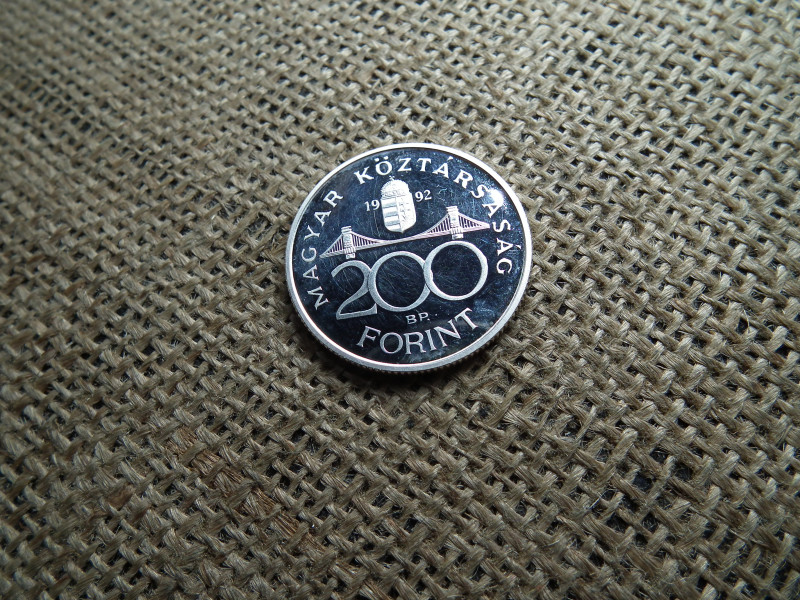 MAGYAR KÖZTÁRSASÁG
19 92
200
BP.
FORINT